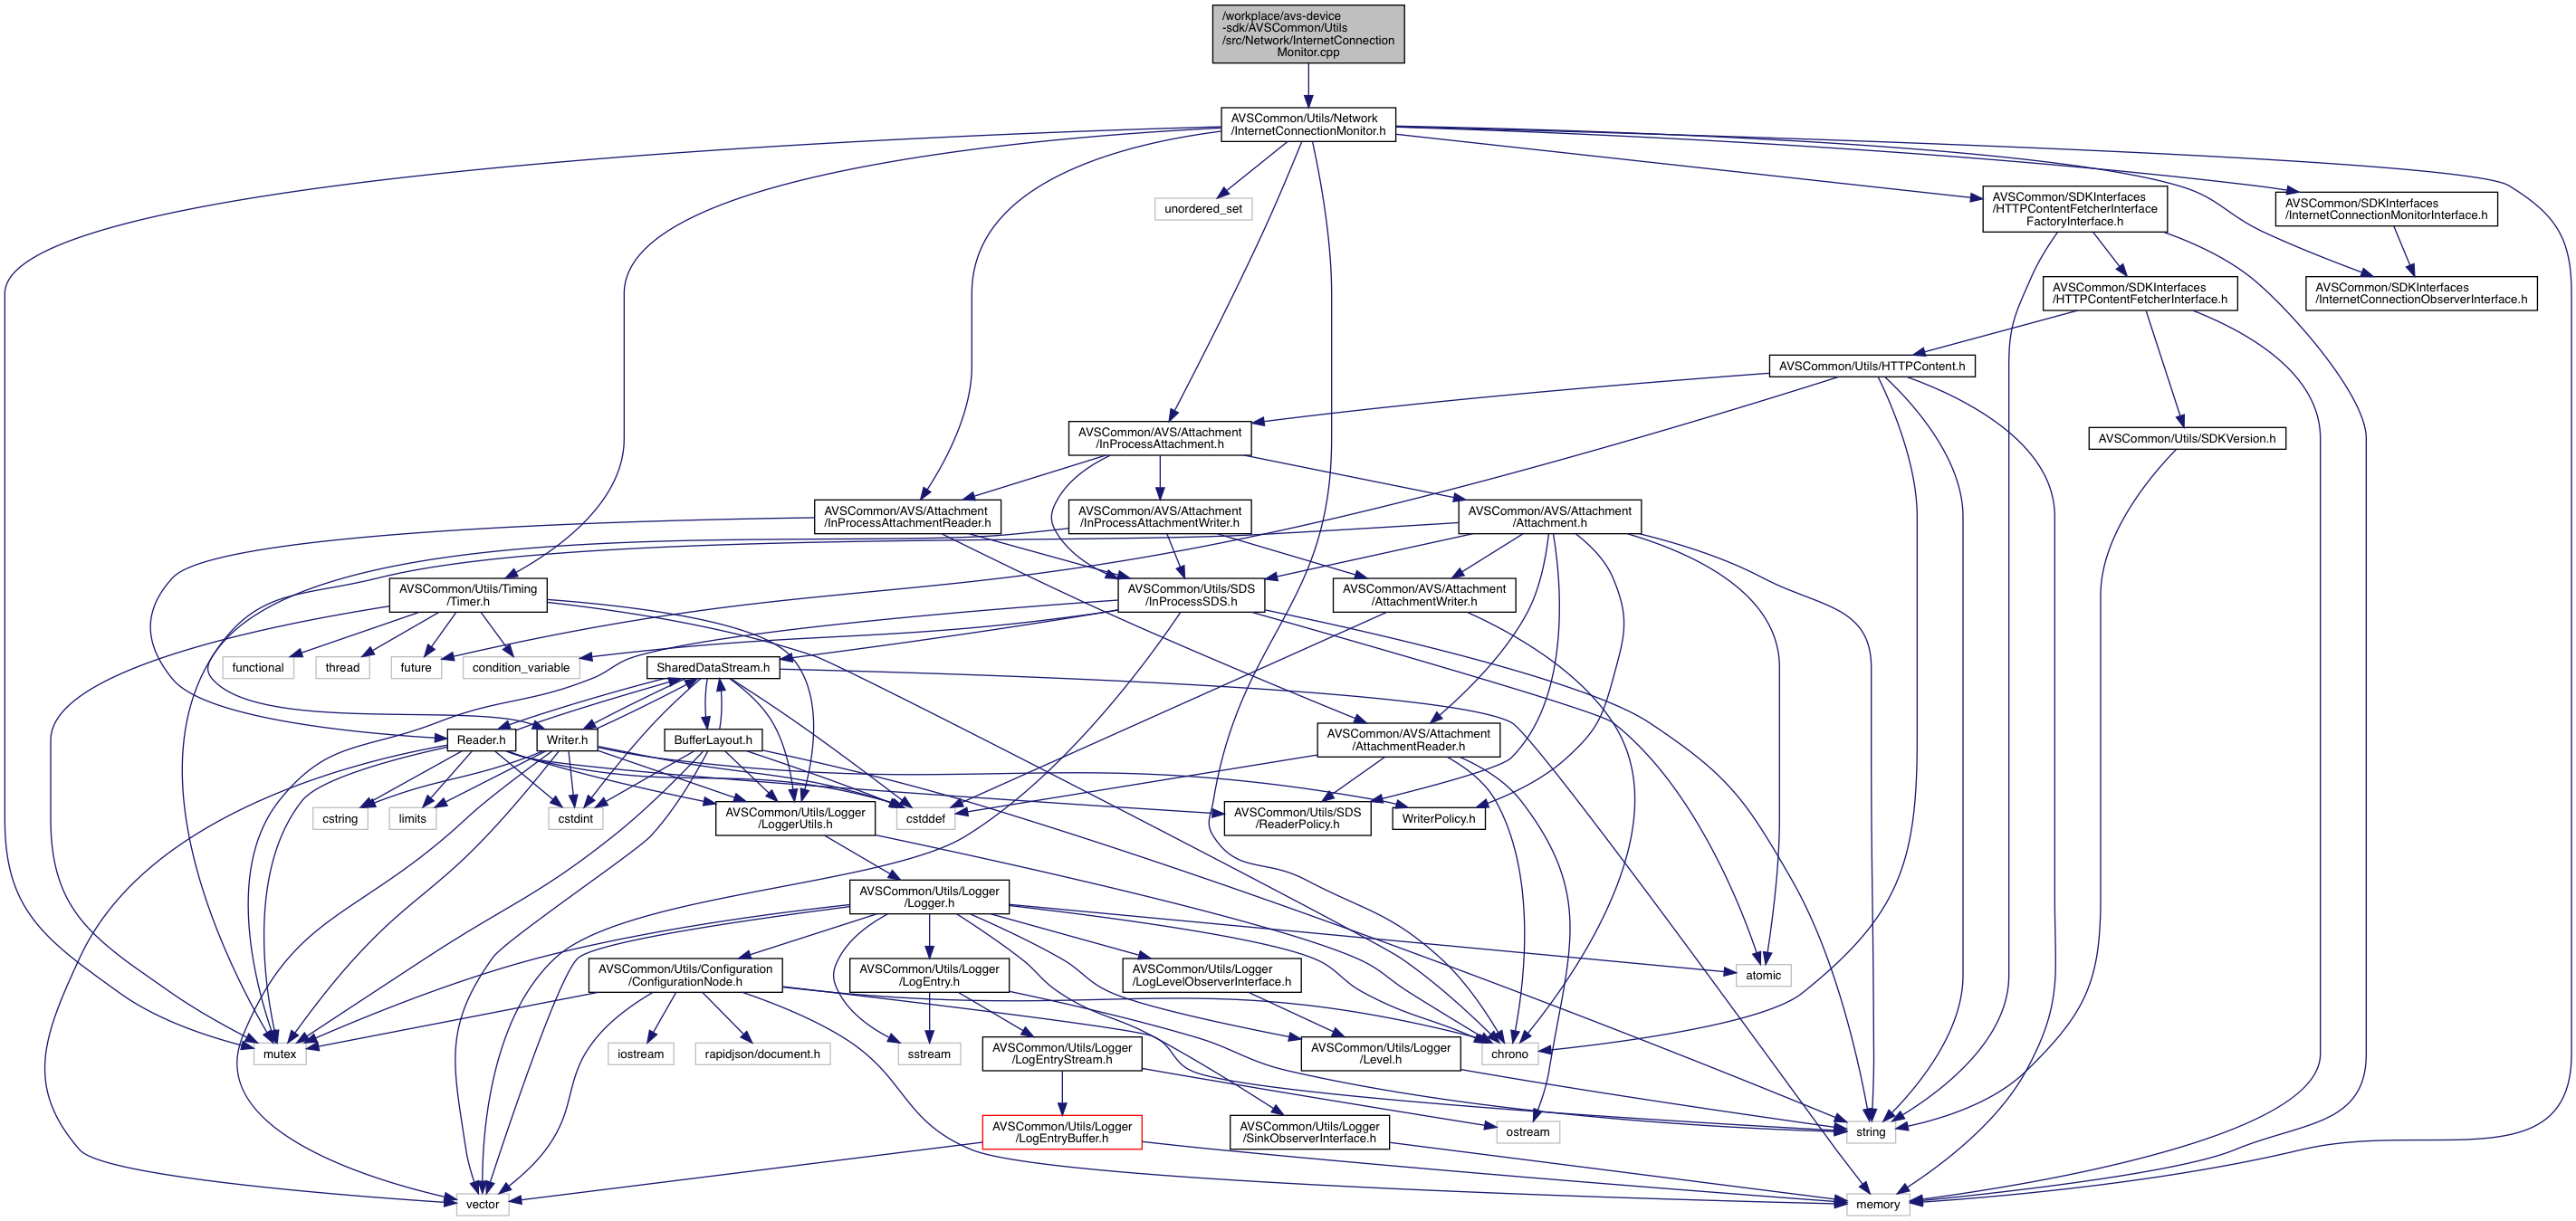 /workplace/avs-device
-sdk/AVSCommon/Utils
/src/Network/InternetConnection
Monitor.cpp
AVSCommon/Utils/Network
/InternetConnectionMonitor.h
unordered_set
AVSCommon/SDKInterfaces
/HTTPContentFetcherInterface
FactoryInterface.h
AVSCommon/SDKInterfaces
/InternetConnectionMonitorInterface.h
AVSCommon/SDKInterfaces
/HTTPContentFetcherInterface.h
AVSCommon/SDKInterfaces
/InternetConnectionObserverInterface.h
AVSCommon/Utils/HTTPContent.h
AVSCommon/AVS/Attachment
/InProcessAttachment.h
AVSCommon/Utils/SDKVersion.h
AVSCommon/AVS/Attachment
/InProcessAttachmentReader.h
AVSCommon/AVS/Attachment
/InProcessAttachmentWriter.h
AVSCommon/AVS/Attachment
/Attachment.h
AVSCommon/Utils/Timing
/Timer.h
AVSCommon/Utils/SDS
/InProcessSDS.h
AVSCommon/AVS/Attachment
/AttachmentWriter.h
functional
thread
future
condition_variable
SharedDataStream.h
Reader.h
Writer.h
BufferLayout.h
AVSCommon/AVS/Attachment
/AttachmentReader.h
cstring
limits
cstdint
AVSCommon/Utils/Logger
/LoggerUtils.h
cstddef
AVSCommon/Utils/SDS
/ReaderPolicy.h
WriterPolicy.h
AVSCommon/Utils/Logger
/Logger.h
AVSCommon/Utils/Configuration
/ConfigurationNode.h
AVSCommon/Utils/Logger
/LogEntry.h
AVSCommon/Utils/Logger
/LogLevelObserverInterface.h
atomic
mutex
iostream
rapidjson/document.h
sstream
AVSCommon/Utils/Logger
/LogEntryStream.h
AVSCommon/Utils/Logger
/Level.h
chrono
AVSCommon/Utils/Logger
/LogEntryBuffer.h
AVSCommon/Utils/Logger
/SinkObserverInterface.h
ostream
string
vector
memory